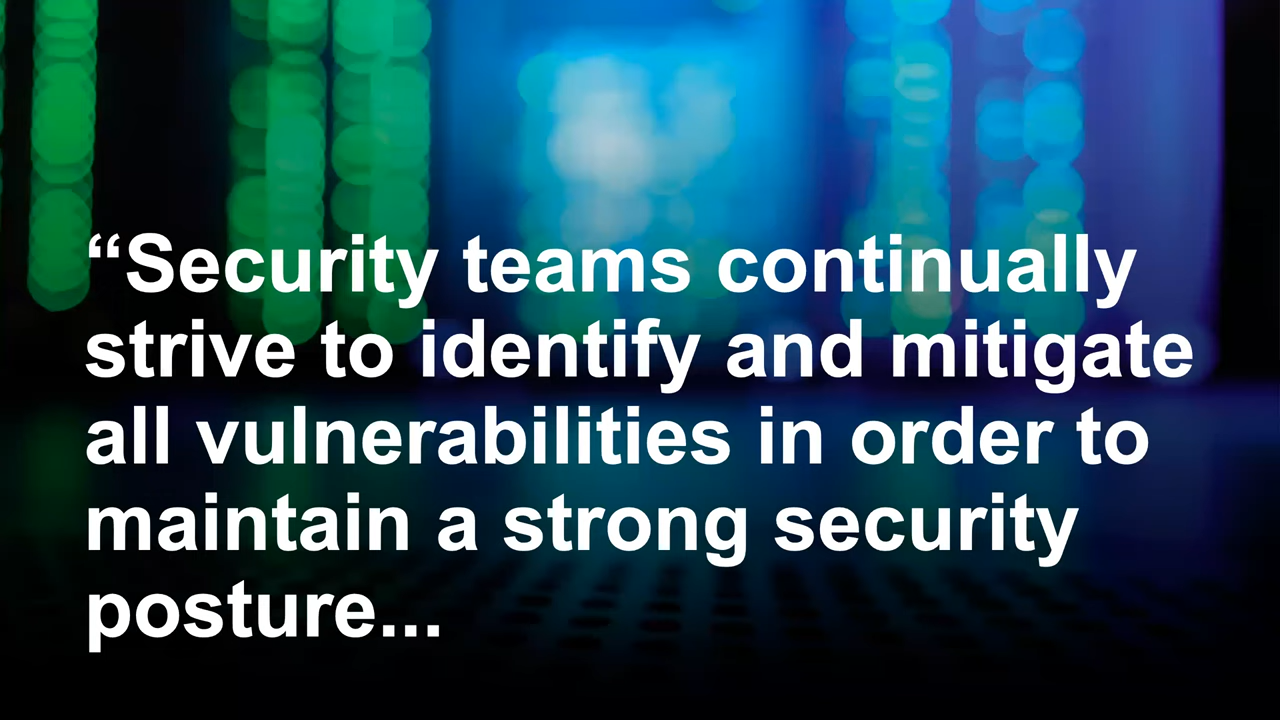 “Security teams continually
strive to identify and mitigate
all vulnerabilities in order to
maintain a strong security
posture...